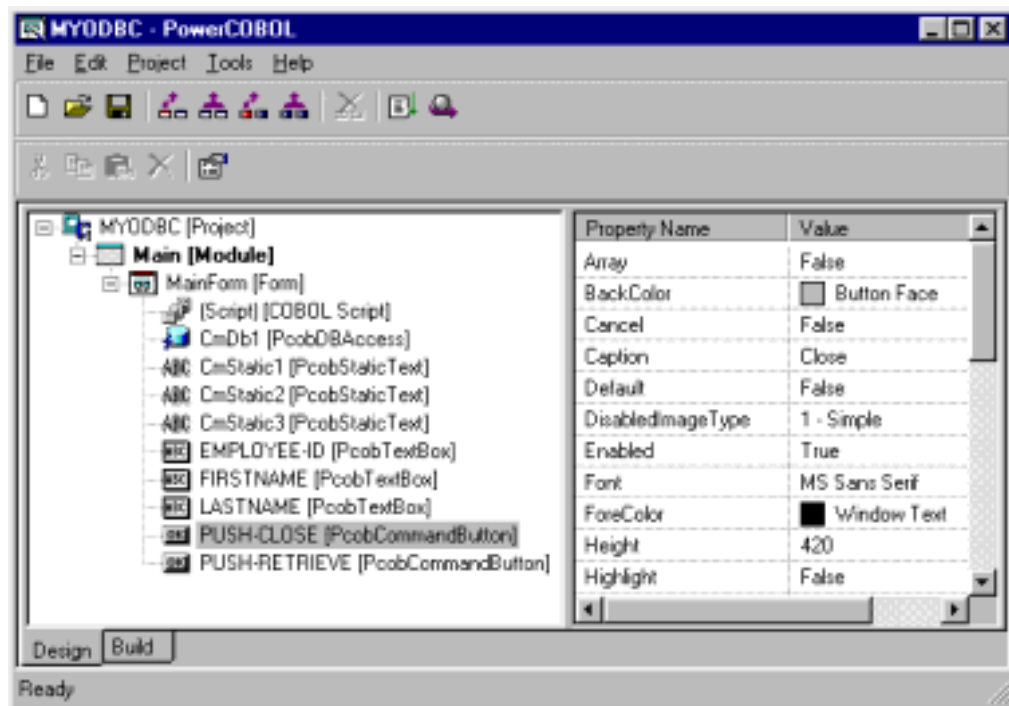 MYODBC - PowerCOBOL
File Edit Project Tools Help
MYODBC [Project]
Main [Module]
MainForm [Form]
(Script) [COBOL Script]
CmDb1 [PcobDBAccess]
ABC CmStatic1 [PcobStaticText]
ABC CmStatic2 [PcobStaticText]
ABC CmStatic3 [PcobStaticText]
EMPLOYEE-ID [PcobTextBox]
FIRSTNAME [PcobTextBox]
LASTNAME [PcobTextBox]
PUSH-CLOSE [PcobCommandButton]
PUSH-RETRIEVE [PcobCommandButton]
Property Name Value
Array False
BackColor Button Face
Cancel False
Caption Close
Default False
DisabledImageType 1 - Simple
Enabled True
Font MS Sans Serif
ForeColor Window Text
Height 420
Highlight False
Design Build
Ready